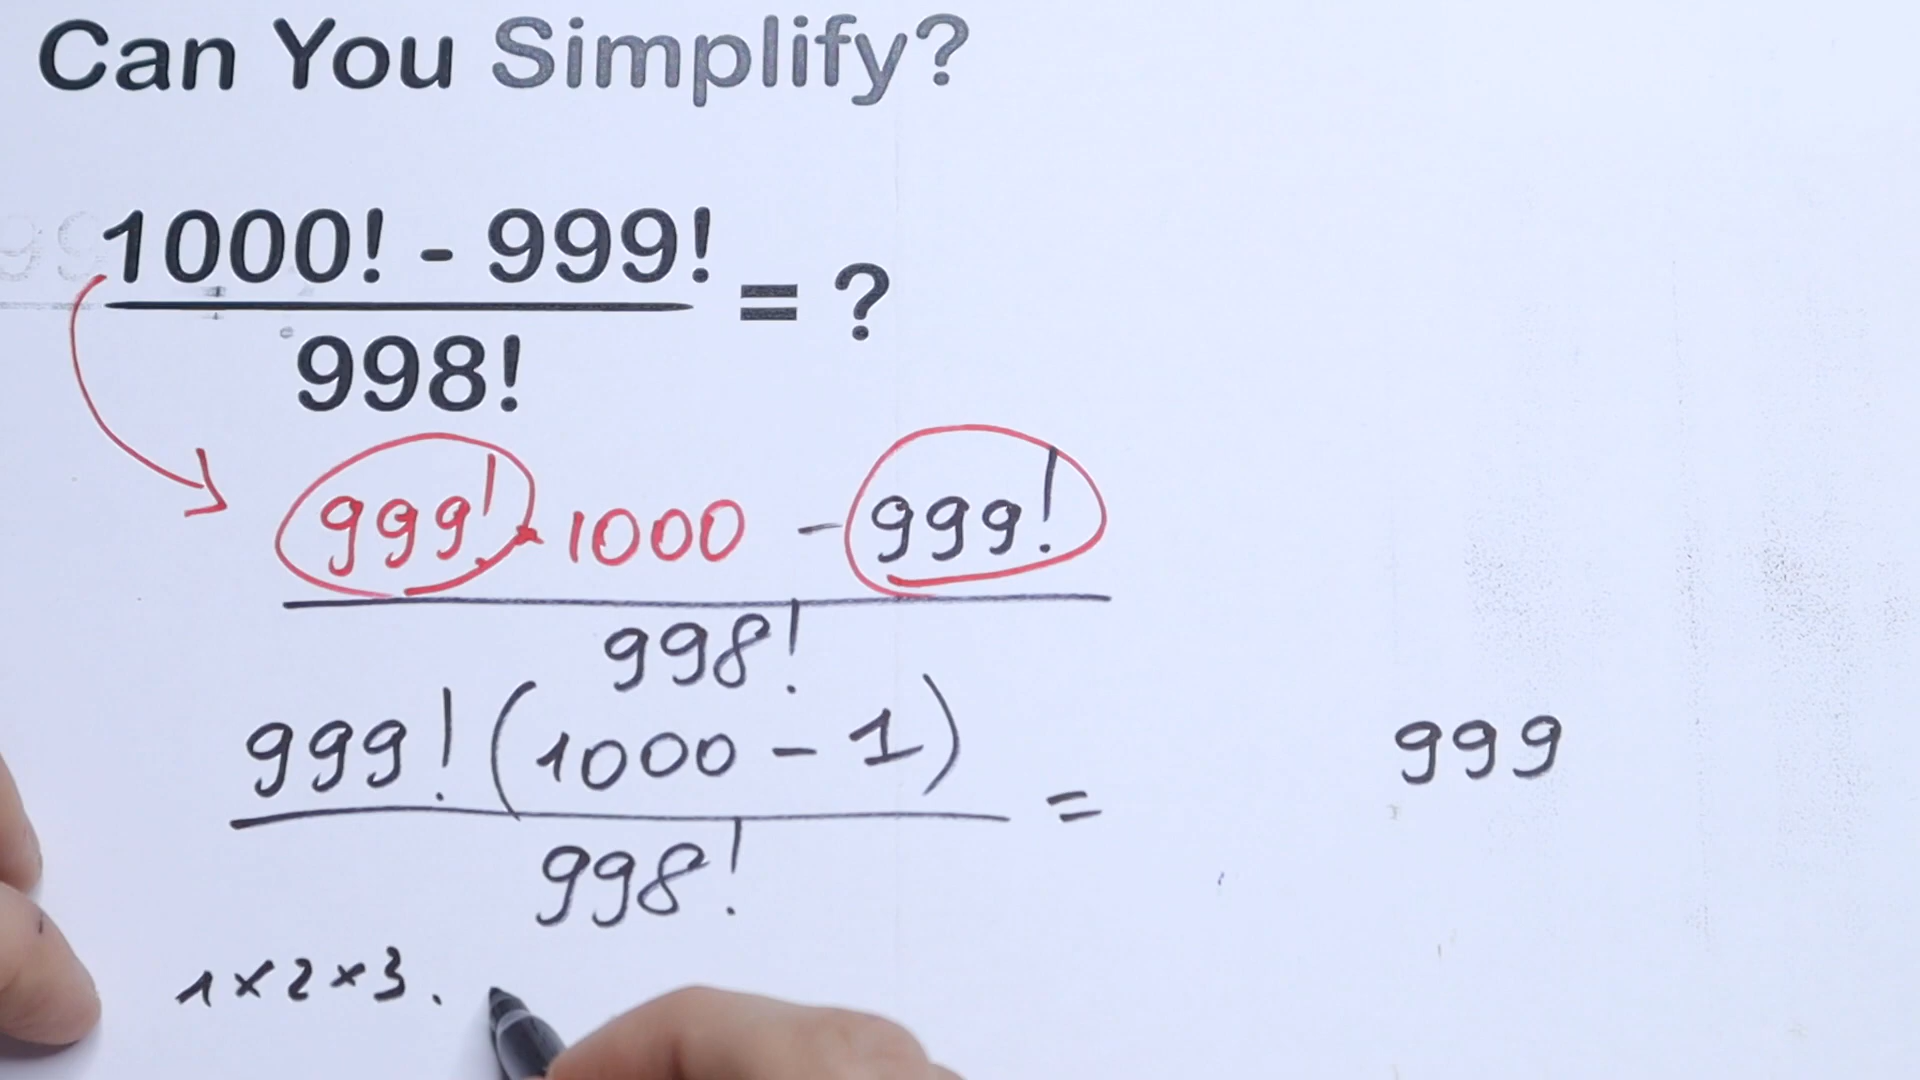 Can You Simplify?
1000! - 999!
998!
= ?
999! · 1000 - 999!
998!
999! (1000 - 1)
998!
=
999
1 × 2 × 3 .